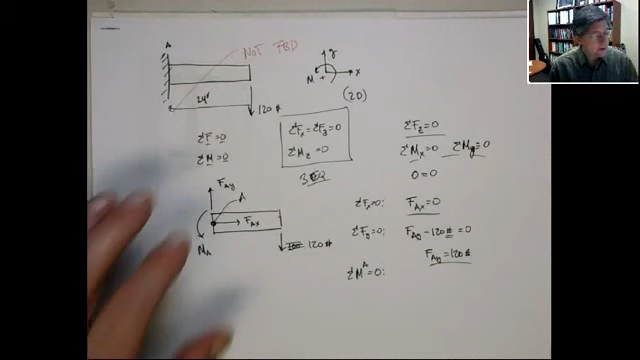 A
NOT FBD
24"
120 #
y
x
M +
(2D)
ΣF = 0
ΣM = 0
ΣFx = ΣFy = 0
ΣMz = 0
3 EQ
ΣFz = 0
ΣMx = 0 ΣMy = 0
0 = 0
FAy
A
FAx
MA
120 #
ΣFx = 0: FAx = 0
ΣFy = 0: FAy - 120 # = 0
FAy = 120 #
ΣM^A = 0: